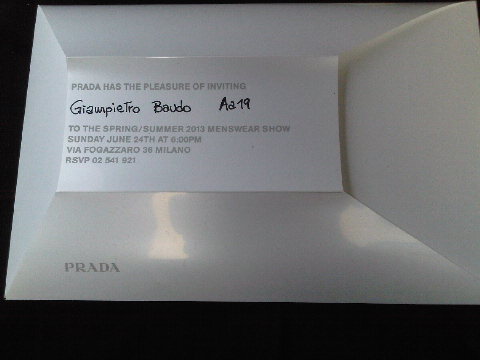 PRADA HAS THE PLEASURE OF INVITING
Giampietro Baudo Aa19
TO THE SPRING/SUMMER 2013 MENSWEAR SHOW
SUNDAY JUNE 24TH AT 6:00PM
VIA FOGAZZARO 36 MILANO
RSVP 02 541 921
PRADA